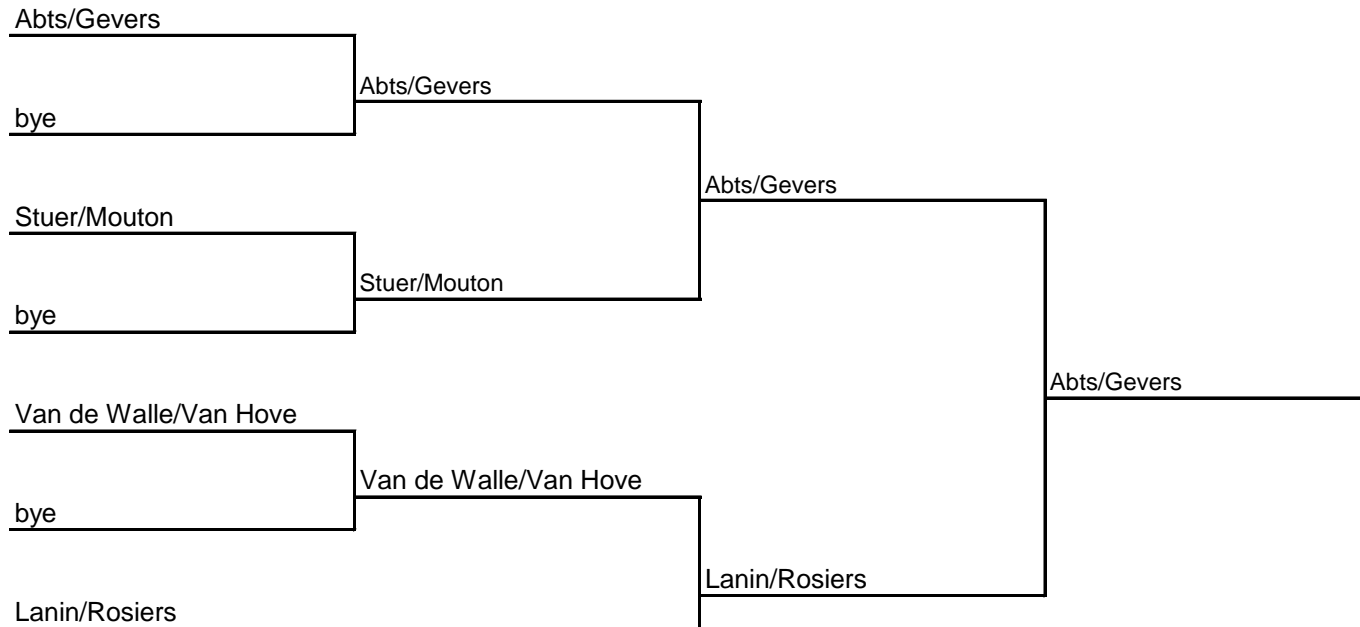 Abts/Gevers
Abts/Gevers
bye
Abts/Gevers
Stuer/Mouton
Stuer/Mouton
bye
Abts/Gevers
Van de Walle/Van Hove
Van de Walle/Van Hove
bye
Lanin/Rosiers
Lanin/Rosiers